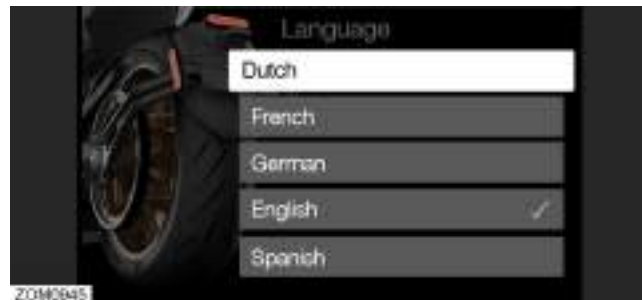 Language
Dutch
French
German
English
Spanish
ZOM0945